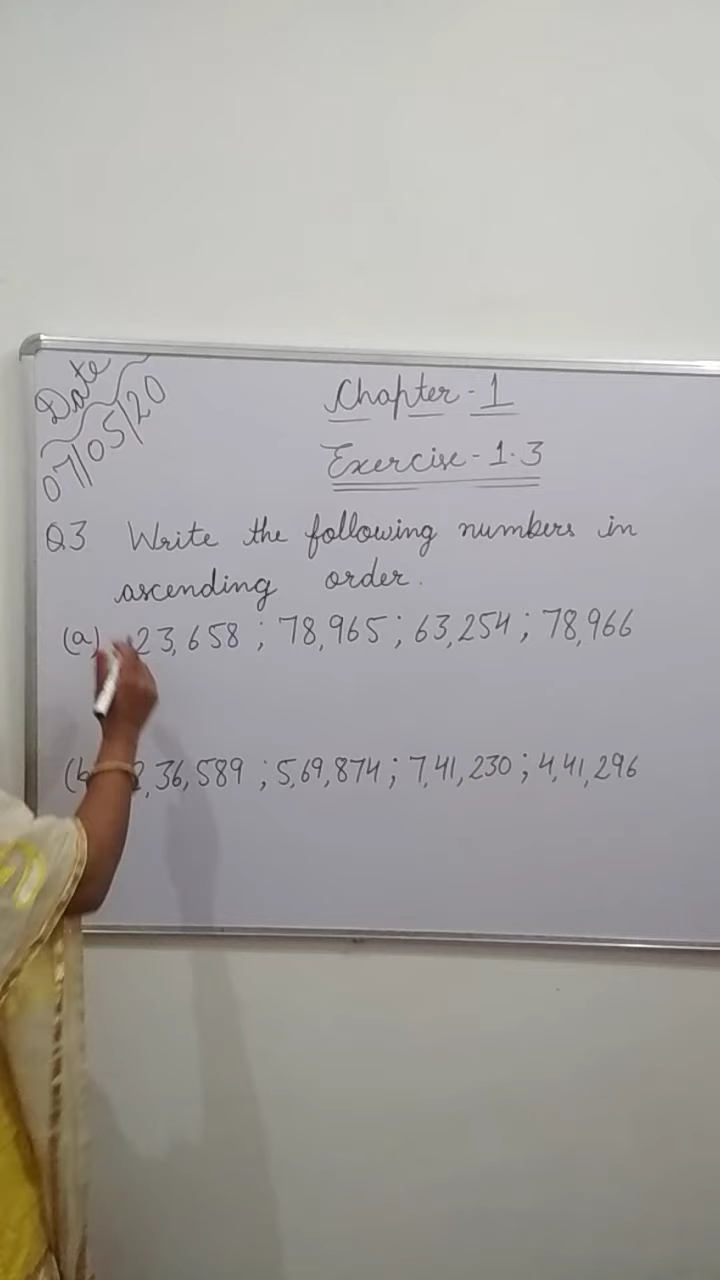 Date
07/05/20
Chapter - 1
Exercise - 1.3
Q3 Write the following numbers in
ascending order.
(a) 23,658 ; 78,965 ; 63,254 ; 78,966
(b 2,36,589 ; 5,69,874 ; 7,41,230 ; 4,41,296